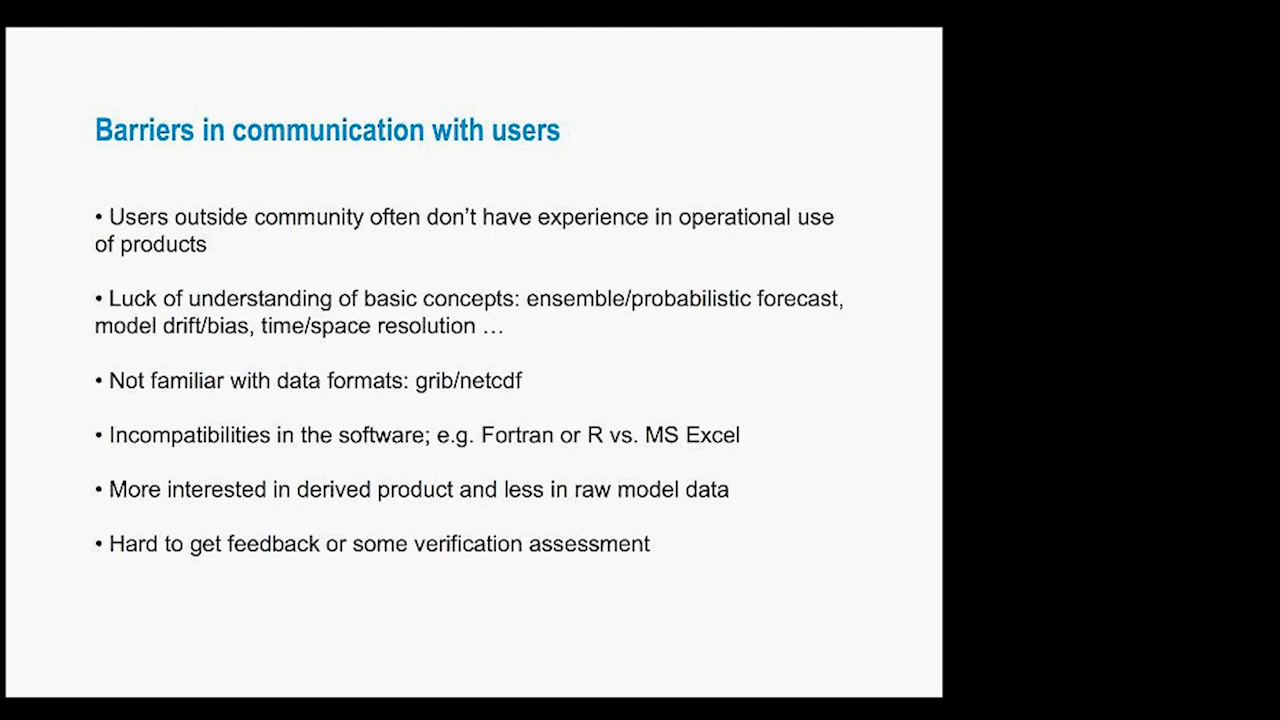 Barriers in communication with users
• Users outside community often don’t have experience in operational use
of products
• Luck of understanding of basic concepts: ensemble/probabilistic forecast,
model drift/bias, time/space resolution …
• Not familiar with data formats: grib/netcdf
• Incompatibilities in the software; e.g. Fortran or R vs. MS Excel
• More interested in derived product and less in raw model data
• Hard to get feedback or some verification assessment